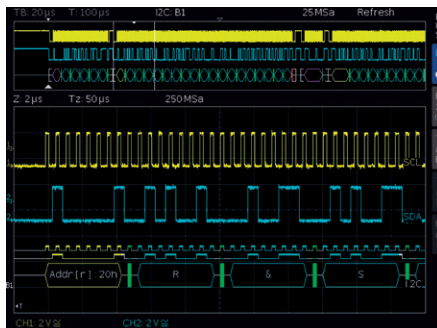 TB: 20µs T: 100µs I2C: B1 25MSa Refresh
Z: 2µs Tz: 50µs 250MSa
SCL
SDA
Addr[r]: 20h R & S
B1 I2C
CH1: 2V CH2: 2V